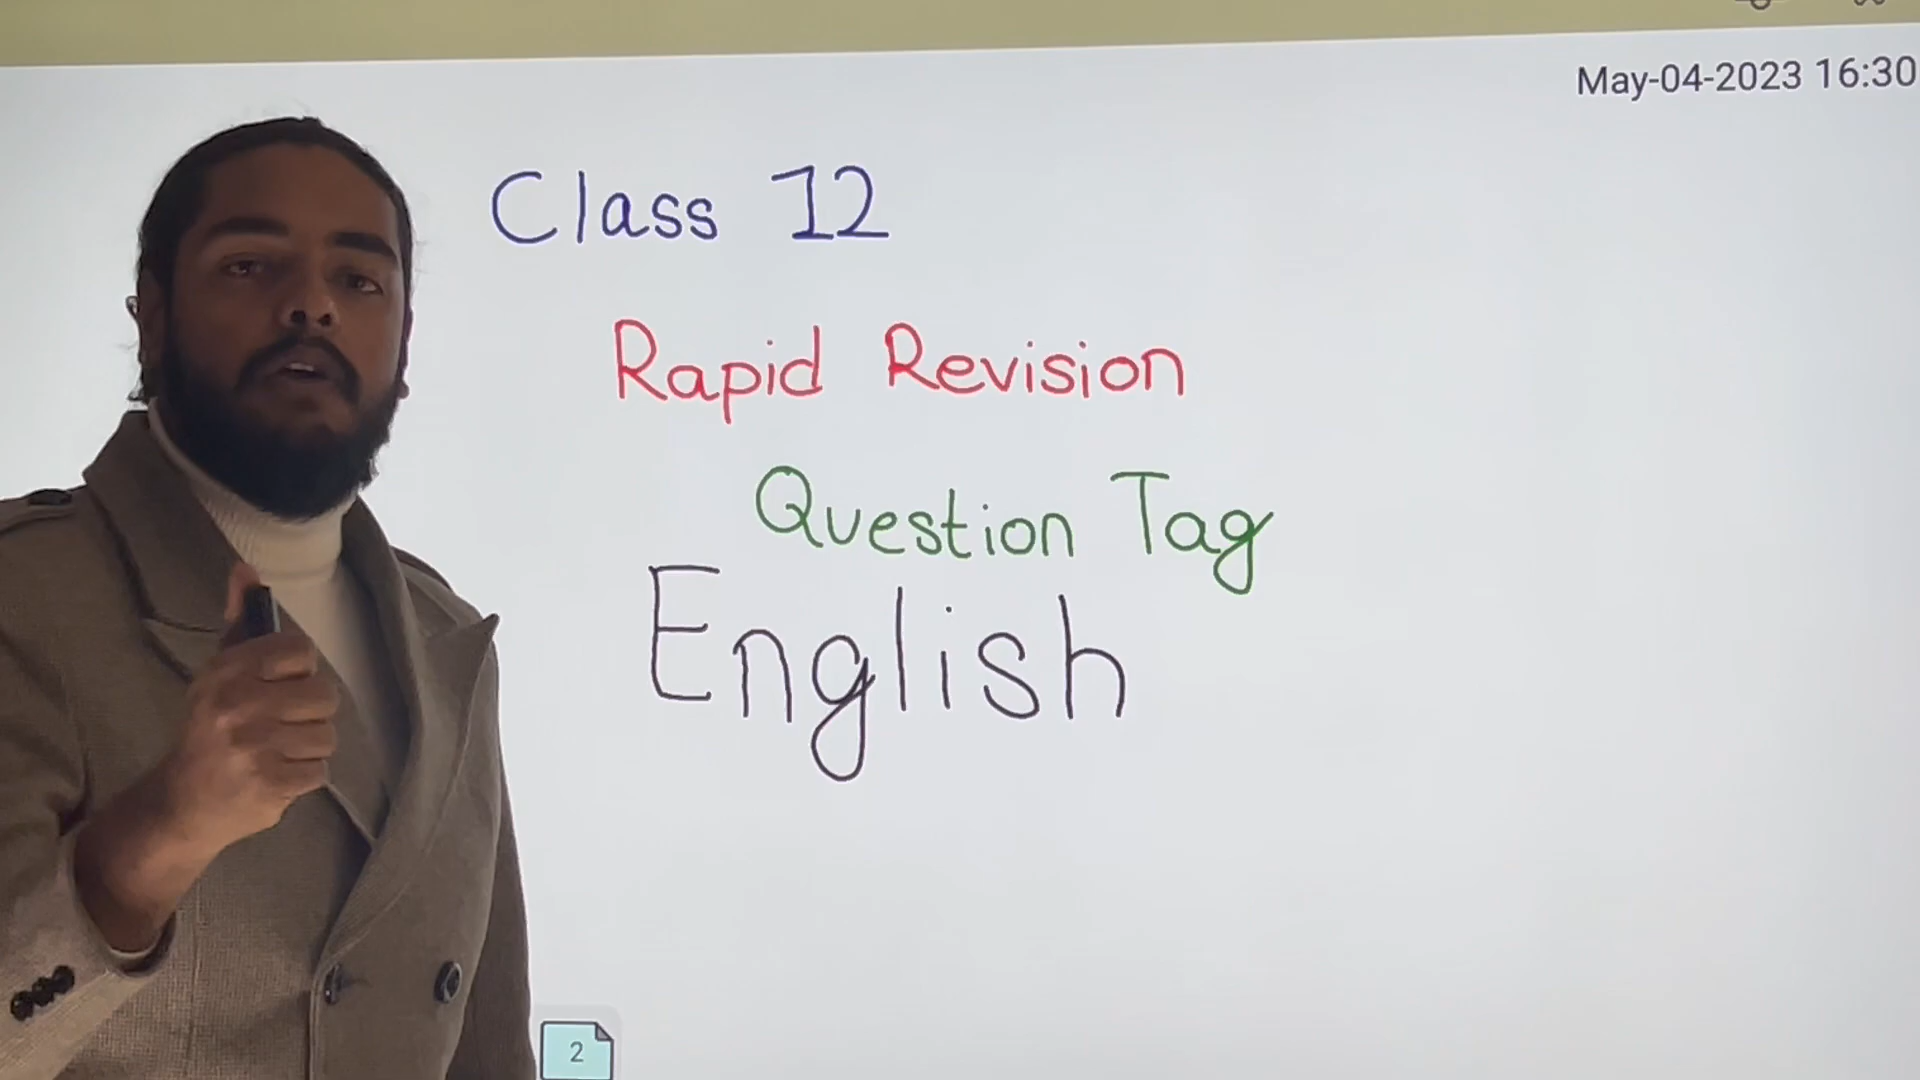 May-04-2023 16:30
Class 12
Rapid Revision
Question Tag
English
2